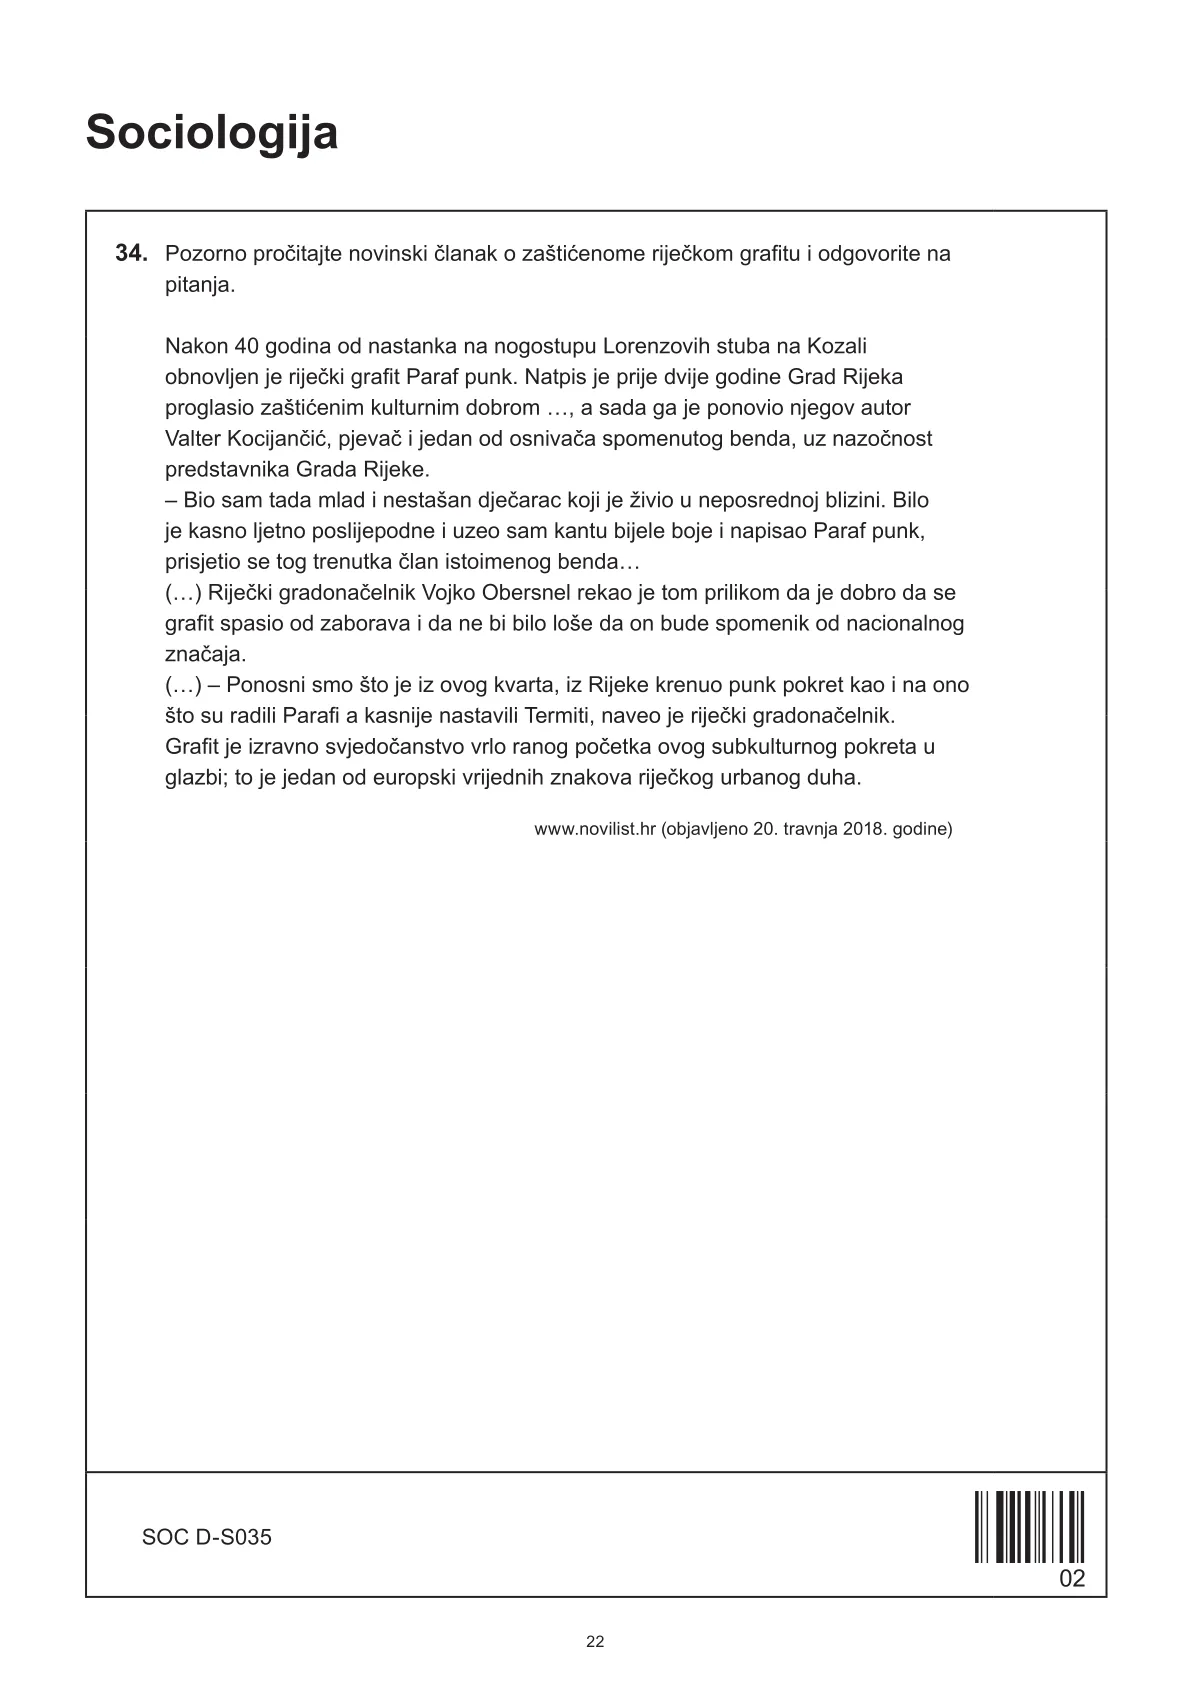 Sociologija
34. Pozorno pročitajte novinski članak o zaštićenome riječkom grafitu i odgovorite na
pitanja.
Nakon 40 godina od nastanka na nogostupu Lorenzovih stuba na Kozali
obnovljen je riječki grafit Paraf punk. Natpis je prije dvije godine Grad Rijeka
proglasio zaštićenim kulturnim dobrom …, a sada ga je ponovio njegov autor
Valter Kocijančić, pjevač i jedan od osnivača spomenutog benda, uz nazočnost
predstavnika Grada Rijeke.
– Bio sam tada mlad i nestašan dječarac koji je živio u neposrednoj blizini. Bilo
je kasno ljetno poslijepodne i uzeo sam kantu bijele boje i napisao Paraf punk,
prisjetio se tog trenutka član istoimenog benda…
(…) Riječki gradonačelnik Vojko Obersnel rekao je tom prilikom da je dobro da se
grafit spasio od zaborava i da ne bi bilo loše da on bude spomenik od nacionalnog
značaja.
(…) – Ponosni smo što je iz ovog kvarta, iz Rijeke krenuo punk pokret kao i na ono
što su radili Parafi a kasnije nastavili Termiti, naveo je riječki gradonačelnik.
Grafit je izravno svjedočanstvo vrlo ranog početka ovog subkulturnog pokreta u
glazbi; to je jedan od europski vrijednih znakova riječkog urbanog duha.
www.novilist.hr (objavljeno 20. travnja 2018. godine)
SOC D-S035
02
22